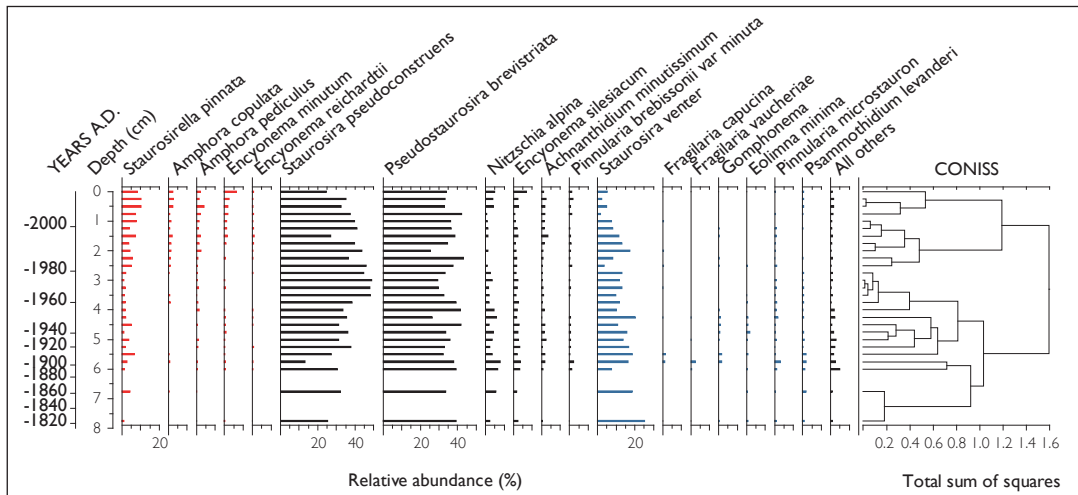 YEARS A.D.
Depth (cm)
Staurosirella pinnata
Amphora copulata
Amphora pediculus
Encyonema minutum
Encyonema reichardtii
Staurosira pseudoconstruens
Pseudostaurosira brevistriata
Nitzschia alpina
Encyonema silesiacum
Achnanthidium minutissimum
Pinnularia brebissonii var minuta
Staurosira venter
Fragilaria capucina
Fragilaria vaucheriae
Gomphonema
Eolimna minima
Pinnularia microstauron
Psammothidium levanderi
All others
CONISS
0
1
-2000
2
-1980
3
-1960
4
-1940
5
-1920
-1900
6
-1880
-1860
7
-1840
-1820
8
20 20 40 20 40 20 0.2 0.4 0.6 0.8 1.0 1.2 1.4 1.6
Relative abundance (%) Total sum of squares